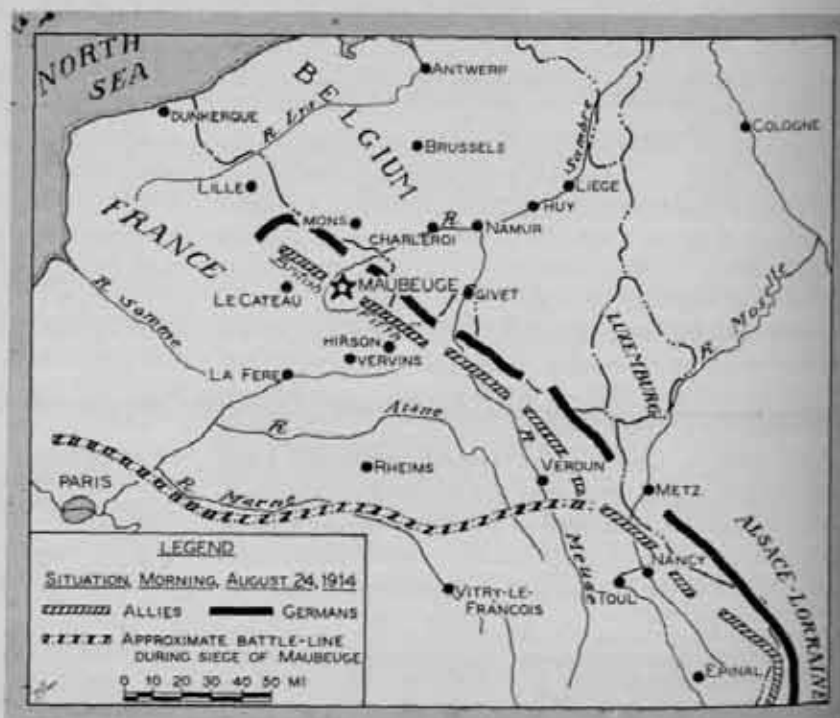 NORTH
SEA
BELGIUM
ANTWERP
DUNKERQUE
R. Lys
BRUSSELS
Sambre
COLOGNE
LILLE
LIEGE
HUY
FRANCE
MONS
CHARLEROI
R.
NAMUR
British
MAUBEUGE
GIVET
LE CATEAU
Fifth
R. Somme
HIRSON
VERVINS
LA FERE
LUXEMBURG
R. Moselle
R. Aisne
R.
RHEIMS
VERDUN
METZ
PARIS
R. Marne
Meuse
NANCY
TOUL
ALSACE-LORRAINE
VITRY-LE-
FRANCOIS
EPINAL
LEGEND
SITUATION, MORNING, AUGUST 24, 1914
ALLIES GERMANS
APPROXIMATE BATTLE-LINE
DURING SIEGE OF MAUBEUGE
0 10 20 30 40 50 MI